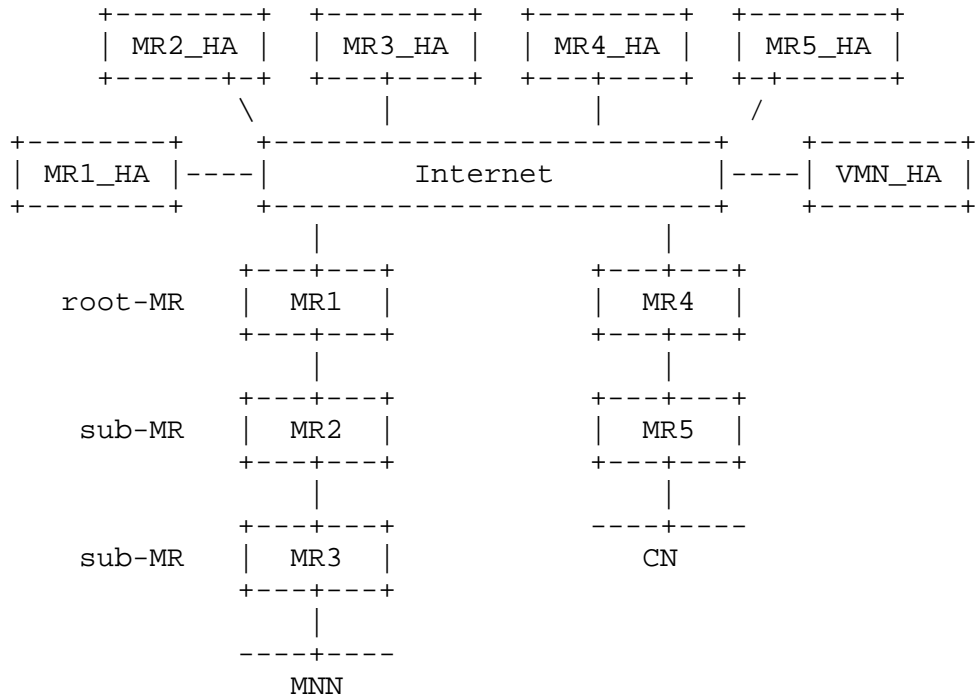 MR2_HA MR3_HA MR4_HA MR5_HA
MR1_HA Internet VMN_HA
root-MR MR1 MR4
sub-MR MR2 MR5
sub-MR MR3 CN
MNN